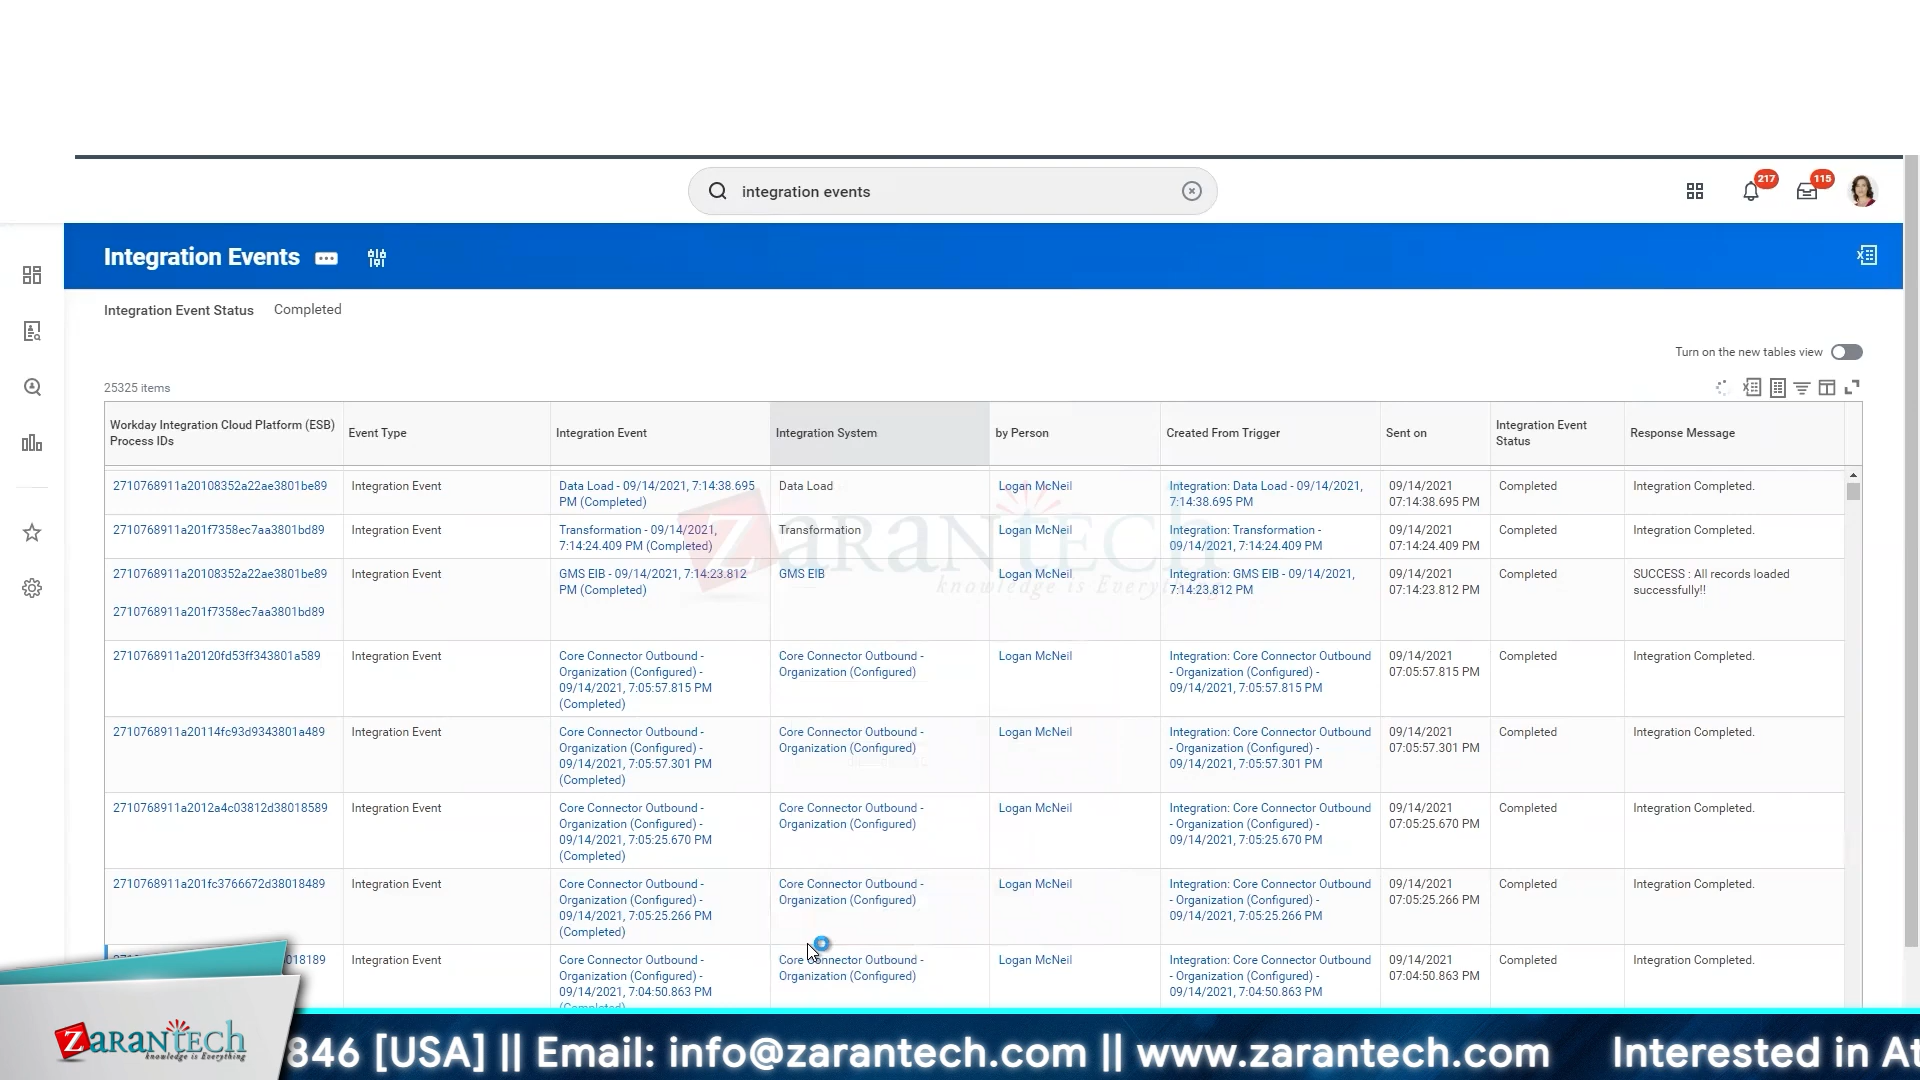 integration events
217
115
Integration Events
Integration Event Status Completed
Turn on the new tables view
25325 items
Workday Integration Cloud Platform (ESB)
Process IDs
Event Type
Integration Event
Integration System
by Person
Created From Trigger
Sent on
Integration Event
Status
Response Message
2710768911a20108352a22ae3801be89
Integration Event
Data Load - 09/14/2021, 7:14:38.695
PM (Completed)
Data Load
Logan McNeil
Integration: Data Load - 09/14/2021,
7:14:38.695 PM
09/14/2021
07:14:38.695 PM
Completed
Integration Completed.
2710768911a201f7358ec7aa3801bd89
Integration Event
Transformation - 09/14/2021,
7:14:24.409 PM (Completed)
Transformation
Logan McNeil
Integration: Transformation -
09/14/2021, 7:14:24.409 PM
09/14/2021
07:14:24.409 PM
Completed
Integration Completed.
2710768911a20108352a22ae3801be89
2710768911a201f7358ec7aa3801bd89
Integration Event
GMS EIB - 09/14/2021, 7:14:23.812
PM (Completed)
GMS EIB
Logan McNeil
Integration: GMS EIB - 09/14/2021,
7:14:23.812 PM
09/14/2021
07:14:23.812 PM
Completed
SUCCESS : All records loaded
successfully!!
2710768911a20120fd53ff343801a589
Integration Event
Core Connector Outbound -
Organization (Configured) -
09/14/2021, 7:05:57.815 PM
(Completed)
Core Connector Outbound -
Organization (Configured)
Logan McNeil
Integration: Core Connector Outbound
- Organization (Configured) -
09/14/2021, 7:05:57.815 PM
09/14/2021
07:05:57.815 PM
Completed
Integration Completed.
2710768911a20114fc93d9343801a489
Integration Event
Core Connector Outbound -
Organization (Configured) -
09/14/2021, 7:05:57.301 PM
(Completed)
Core Connector Outbound -
Organization (Configured)
Logan McNeil
Integration: Core Connector Outbound
- Organization (Configured) -
09/14/2021, 7:05:57.301 PM
09/14/2021
07:05:57.301 PM
Completed
Integration Completed.
2710768911a2012a4c03812d38018589
Integration Event
Core Connector Outbound -
Organization (Configured) -
09/14/2021, 7:05:25.670 PM
(Completed)
Core Connector Outbound -
Organization (Configured)
Logan McNeil
Integration: Core Connector Outbound
- Organization (Configured) -
09/14/2021, 7:05:25.670 PM
09/14/2021
07:05:25.670 PM
Completed
Integration Completed.
2710768911a201fc3766672d38018489
Integration Event
Core Connector Outbound -
Organization (Configured) -
09/14/2021, 7:05:25.266 PM
(Completed)
Core Connector Outbound -
Organization (Configured)
Logan McNeil
Integration: Core Connector Outbound
- Organization (Configured) -
09/14/2021, 7:05:25.266 PM
09/14/2021
07:05:25.266 PM
Completed
Integration Completed.
018189
Integration Event
Core Connector Outbound -
Organization (Configured) -
09/14/2021, 7:04:50.863 PM
Core Connector Outbound -
Organization (Configured)
Logan McNeil
Integration: Core Connector Outbound
- Organization (Configured) -
09/14/2021, 7:04:50.863 PM
09/14/2021
07:04:50.863 PM
Completed
Integration Completed.
ZARANTECH
knowledge is Everything
ZARANTECH
knowledge is Everything
846 [USA] || Email: info@zarantech.com || www.zarantech.com Interested in At